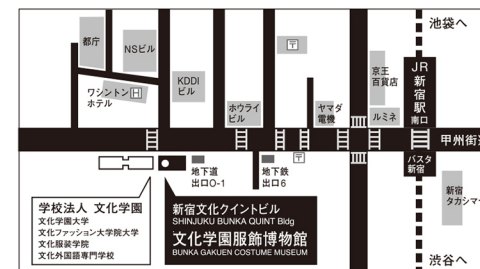 池袋へ
都庁
NSビル
〒
KDDI
ビル
京王
百貨店
JR
新宿駅
南口
ワシントン
ホテル
H
ホウライ
ビル
ヤマダ
電機
ルミネ
甲州街道
地下道
出口O-1
地下鉄
出口6
〒
バスタ
新宿
新宿
タカシマヤ
学校法人 文化学園
文化学園大学
文化ファッション大学院大学
文化服装学院
文化外国語専門学校
新宿文化クイントビル
SHINJUKU BUNKA QUINT Bldg
文化学園服飾博物館
BUNKA GAKUEN COSTUME MUSEUM
渋谷へ